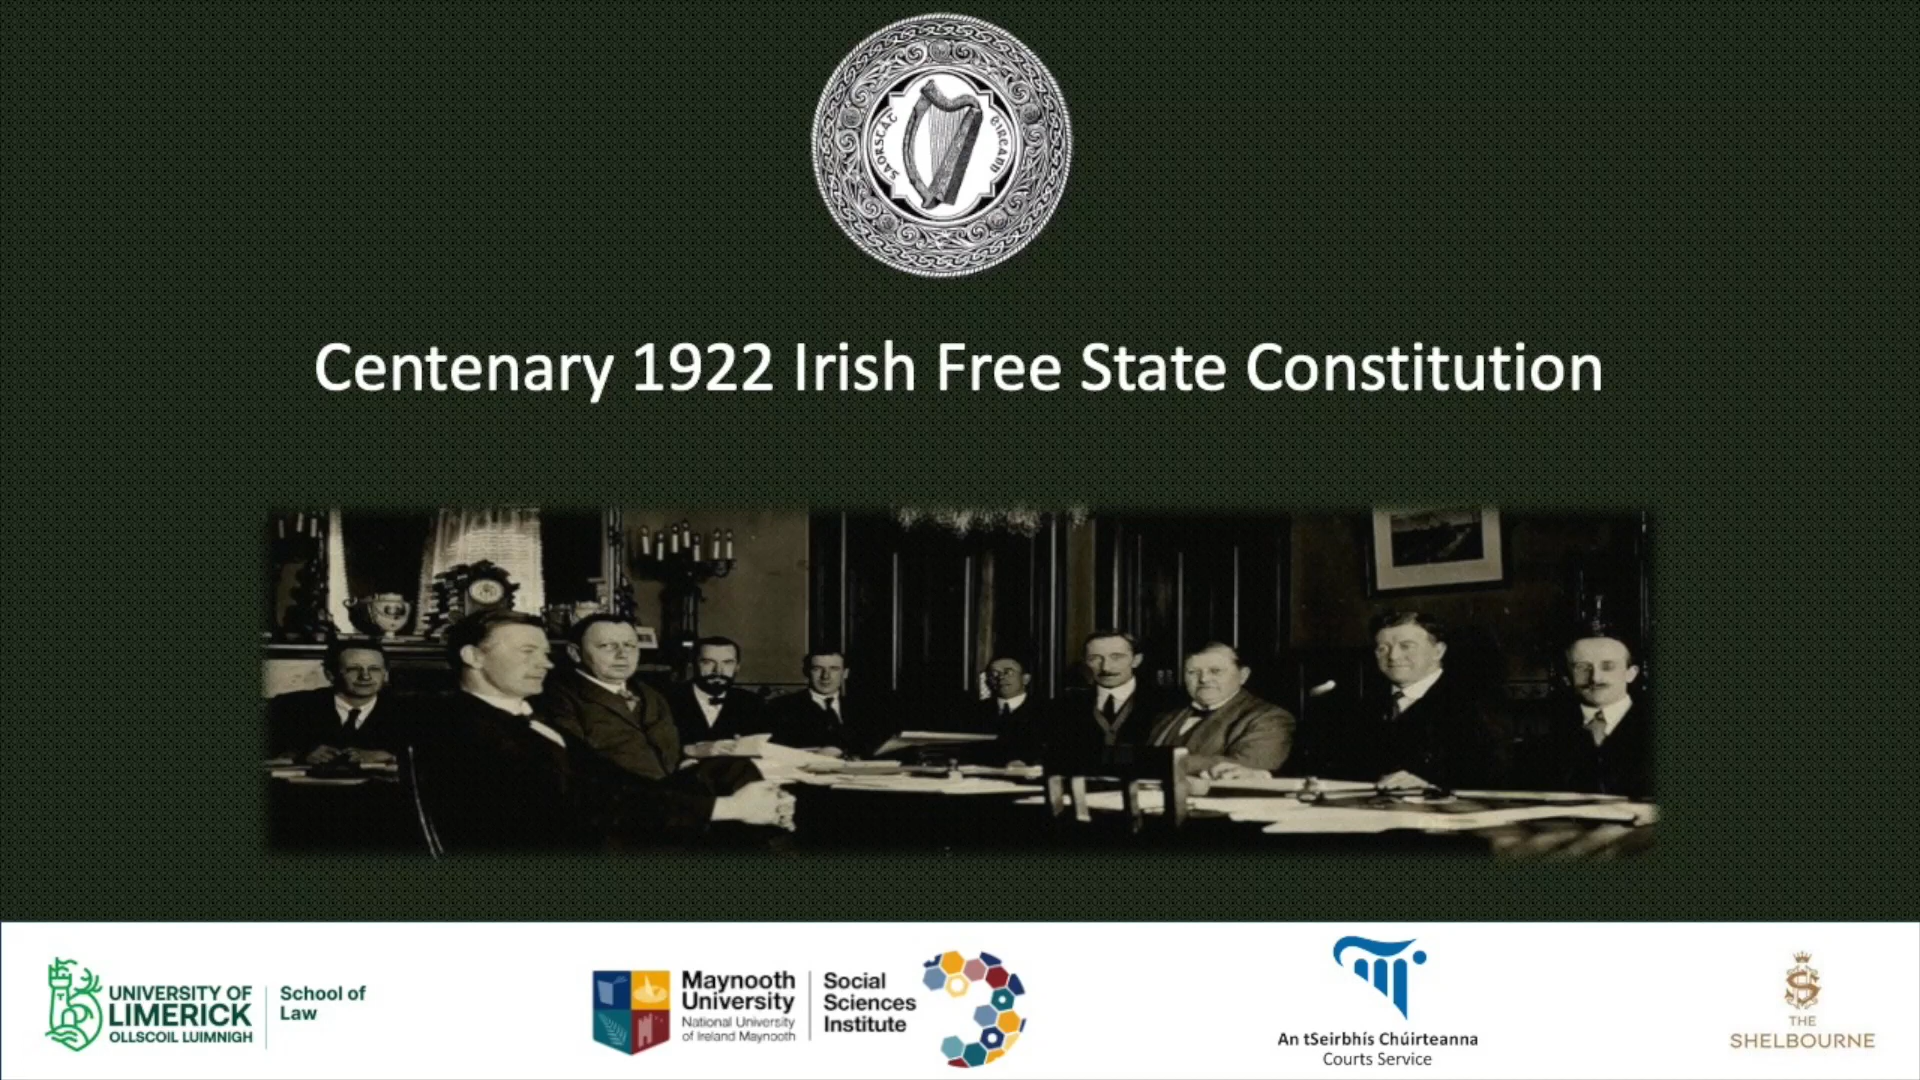 SAORSTÁT
ÉIREANN
Centenary 1922 Irish Free State Constitution
UNIVERSITY OF
LIMERICK
OLLSCOIL LUIMNIGH
School of
Law
Maynooth
University
National University
of Ireland Maynooth
Social
Sciences
Institute
An tSeirbhís Chúirteanna
Courts Service
THE
SHELBOURNE